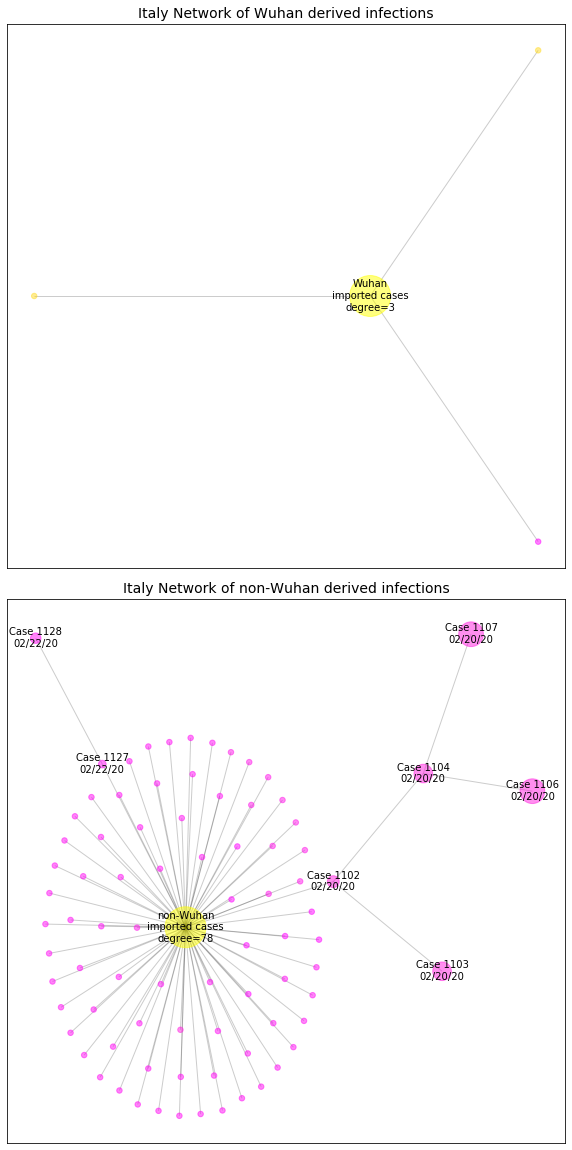 Italy Network of Wuhan derived infections
Wuhan
imported cases
degree=3
Italy Network of non-Wuhan derived infections
Case 1128
02/22/20
Case 1107
02/20/20
Case 1127
02/22/20
Case 1104
02/20/20
Case 1106
02/20/20
Case 1102
02/20/20
non-Wuhan
imported cases
degree=78
Case 1103
02/20/20